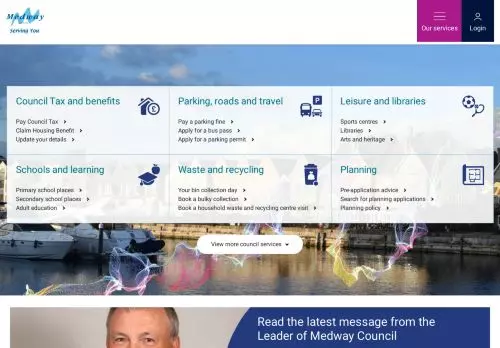 Medway
Serving You
Our services
Login
Council Tax and benefits
Pay Council Tax
Claim Housing Benefit
Update your details
Parking, roads and travel
Pay a parking fine
Apply for a bus pass
Apply for a parking permit
Leisure and libraries
Sports centres
Libraries
Arts and heritage
Schools and learning
Primary school places
Secondary school places
Adult education
Waste and recycling
Your bin collection day
Book a bulky collection
Book a household waste and recycling centre visit
Planning
Pre-application advice
Search for planning applications
Planning policy
View more council services
Read the latest message from the
Leader of Medway Council